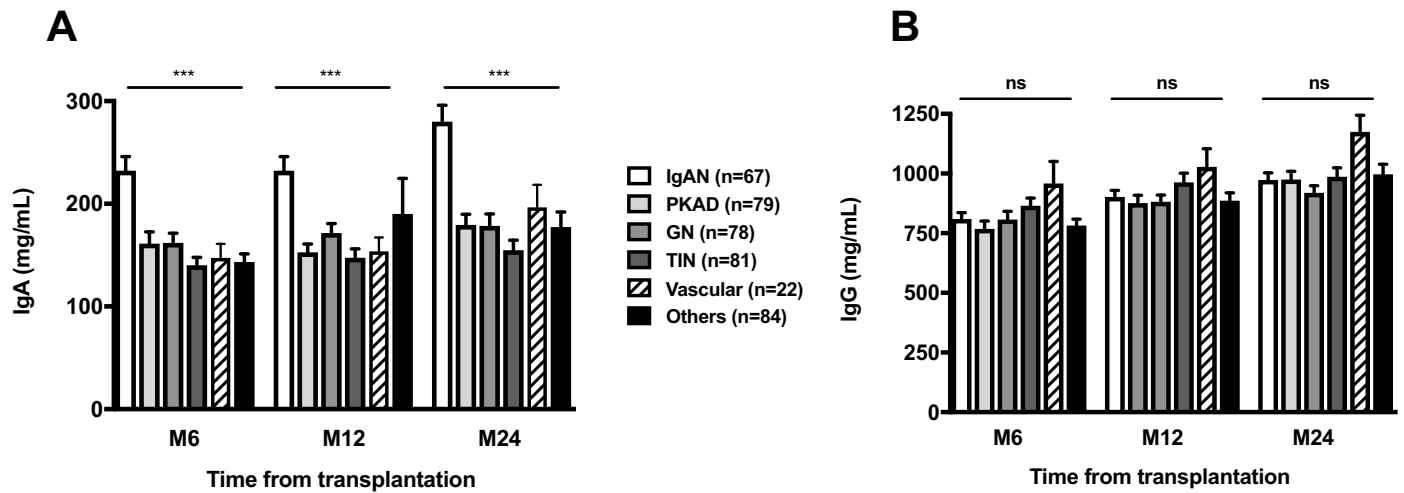 A
***
***
***
300
200
100
0
IgA (mg/mL)
M6
M12
M24
Time from transplantation
IgAN (n=67)
PKAD (n=79)
GN (n=78)
TIN (n=81)
Vascular (n=22)
Others (n=84)
B
ns
ns
ns
1250
1000
750
500
250
0
IgG (mg/mL)
M6
M12
M24
Time from transplantation